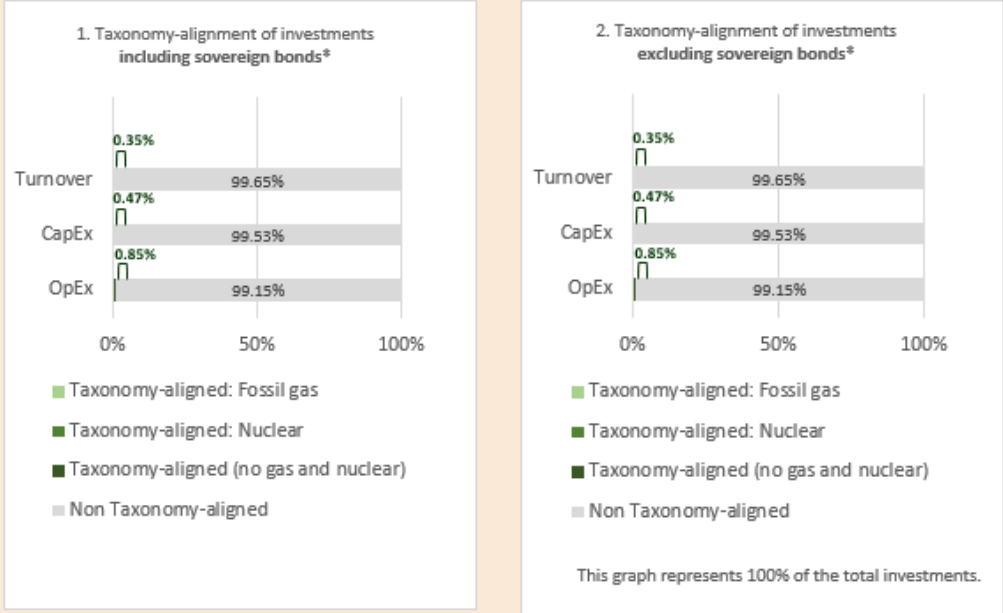 1. Taxonomy-alignment of investments
including sovereign bonds*
0.35%
Turnover
99.65%
0.47%
CapEx
99.53%
0.85%
OpEx
99.15%
0%
50%
100%
Taxonomy-aligned: Fossil gas
Taxonomy-aligned: Nuclear
Taxonomy-aligned (no gas and nuclear)
Non Taxonomy-aligned
2. Taxonomy-alignment of investments
excluding sovereign bonds*
0.35%
Turnover
99.65%
0.47%
CapEx
99.53%
0.85%
OpEx
99.15%
0%
50%
100%
Taxonomy-aligned: Fossil gas
Taxonomy-aligned: Nuclear
Taxonomy-aligned (no gas and nuclear)
Non Taxonomy-aligned
This graph represents 100% of the total investments.